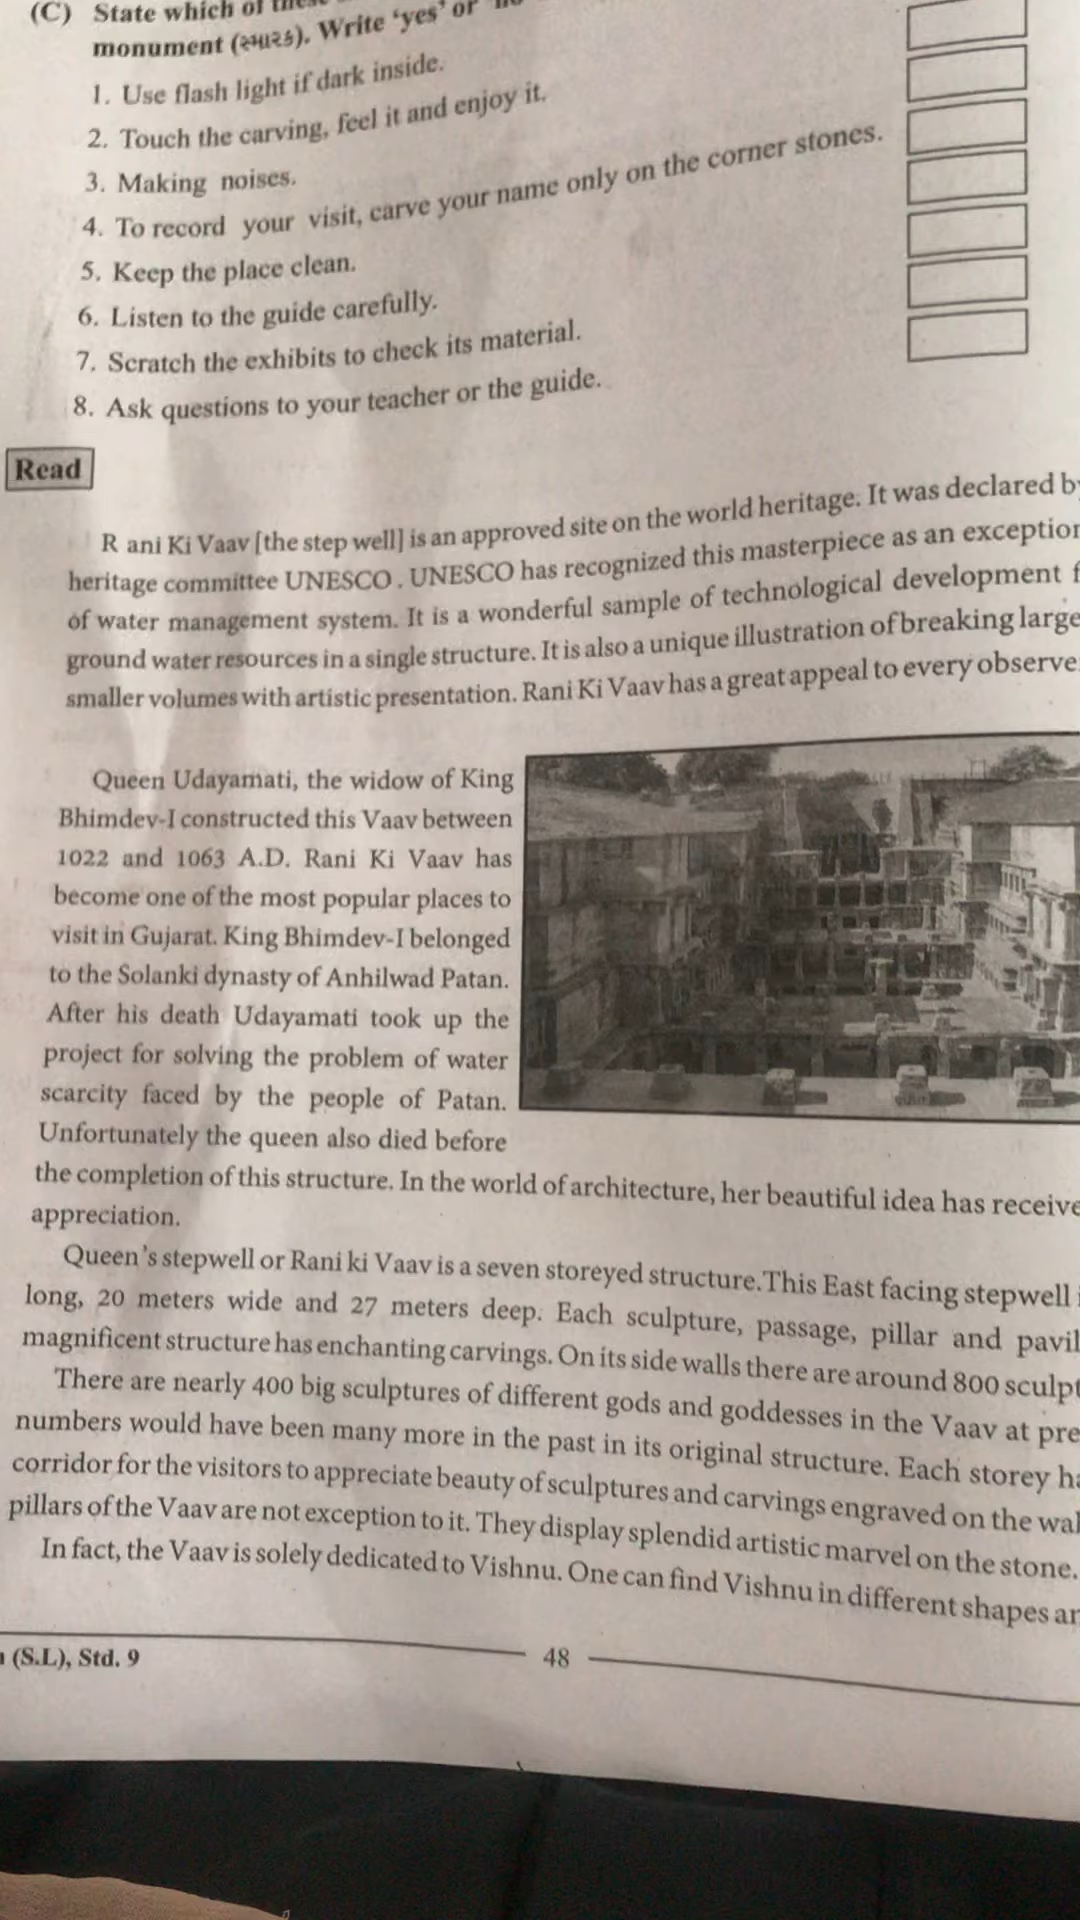 (C) State which of these
monument (સ્મારક). Write ‘yes’ or
1. Use flash light if dark inside.
2. Touch the carving, feel it and enjoy it.
3. Making noises.
4. To record your visit, carve your name only on the corner stones.
5. Keep the place clean.
6. Listen to the guide carefully.
7. Scratch the exhibits to check its material.
8. Ask questions to your teacher or the guide.
Read
R ani Ki Vaav [the step well] is an approved site on the world heritage. It was declared
heritage committee UNESCO. UNESCO has recognized this masterpiece as an
of water management system. It is a wonderful sample of technological development
ground water resources in a single structure. It is also a unique illustration of breaking large
smaller volumes with artistic presentation. Rani Ki Vaav has a great appeal to every
Queen Udayamati, the widow of King
Bhimdev-I constructed this Vaav between
1022 and 1063 A.D. Rani Ki Vaav has
become one of the most popular places to
visit in Gujarat. King Bhimdev-I belonged
to the Solanki dynasty of Anhilwad Patan.
After his death Udayamati took up the
project for solving the problem of water
scarcity faced by the people of Patan.
Unfortunately the queen also died before
the completion of this structure. In the world of architecture, her beautiful idea has
appreciation.
Queen's stepwell or Rani ki Vaav is a seven storeyed structure.This East facing stepwell
long, 20 meters wide and 27 meters deep. Each sculpture, passage, pillar and
magnificent structure has enchanting carvings. On its side walls there are around 800
There are nearly 400 big sculptures of different gods and goddesses in the Vaav at
numbers would have been many more in the past in its original structure. Each storey
corridor for the visitors to appreciate beauty of sculptures and carvings engraved on the
pillars of the Vaav are not exception to it. They display splendid artistic marvel on the stone.
In fact, the Vaav is solely dedicated to Vishnu. One can find Vishnu in different shapes
(S.L), Std. 9
48